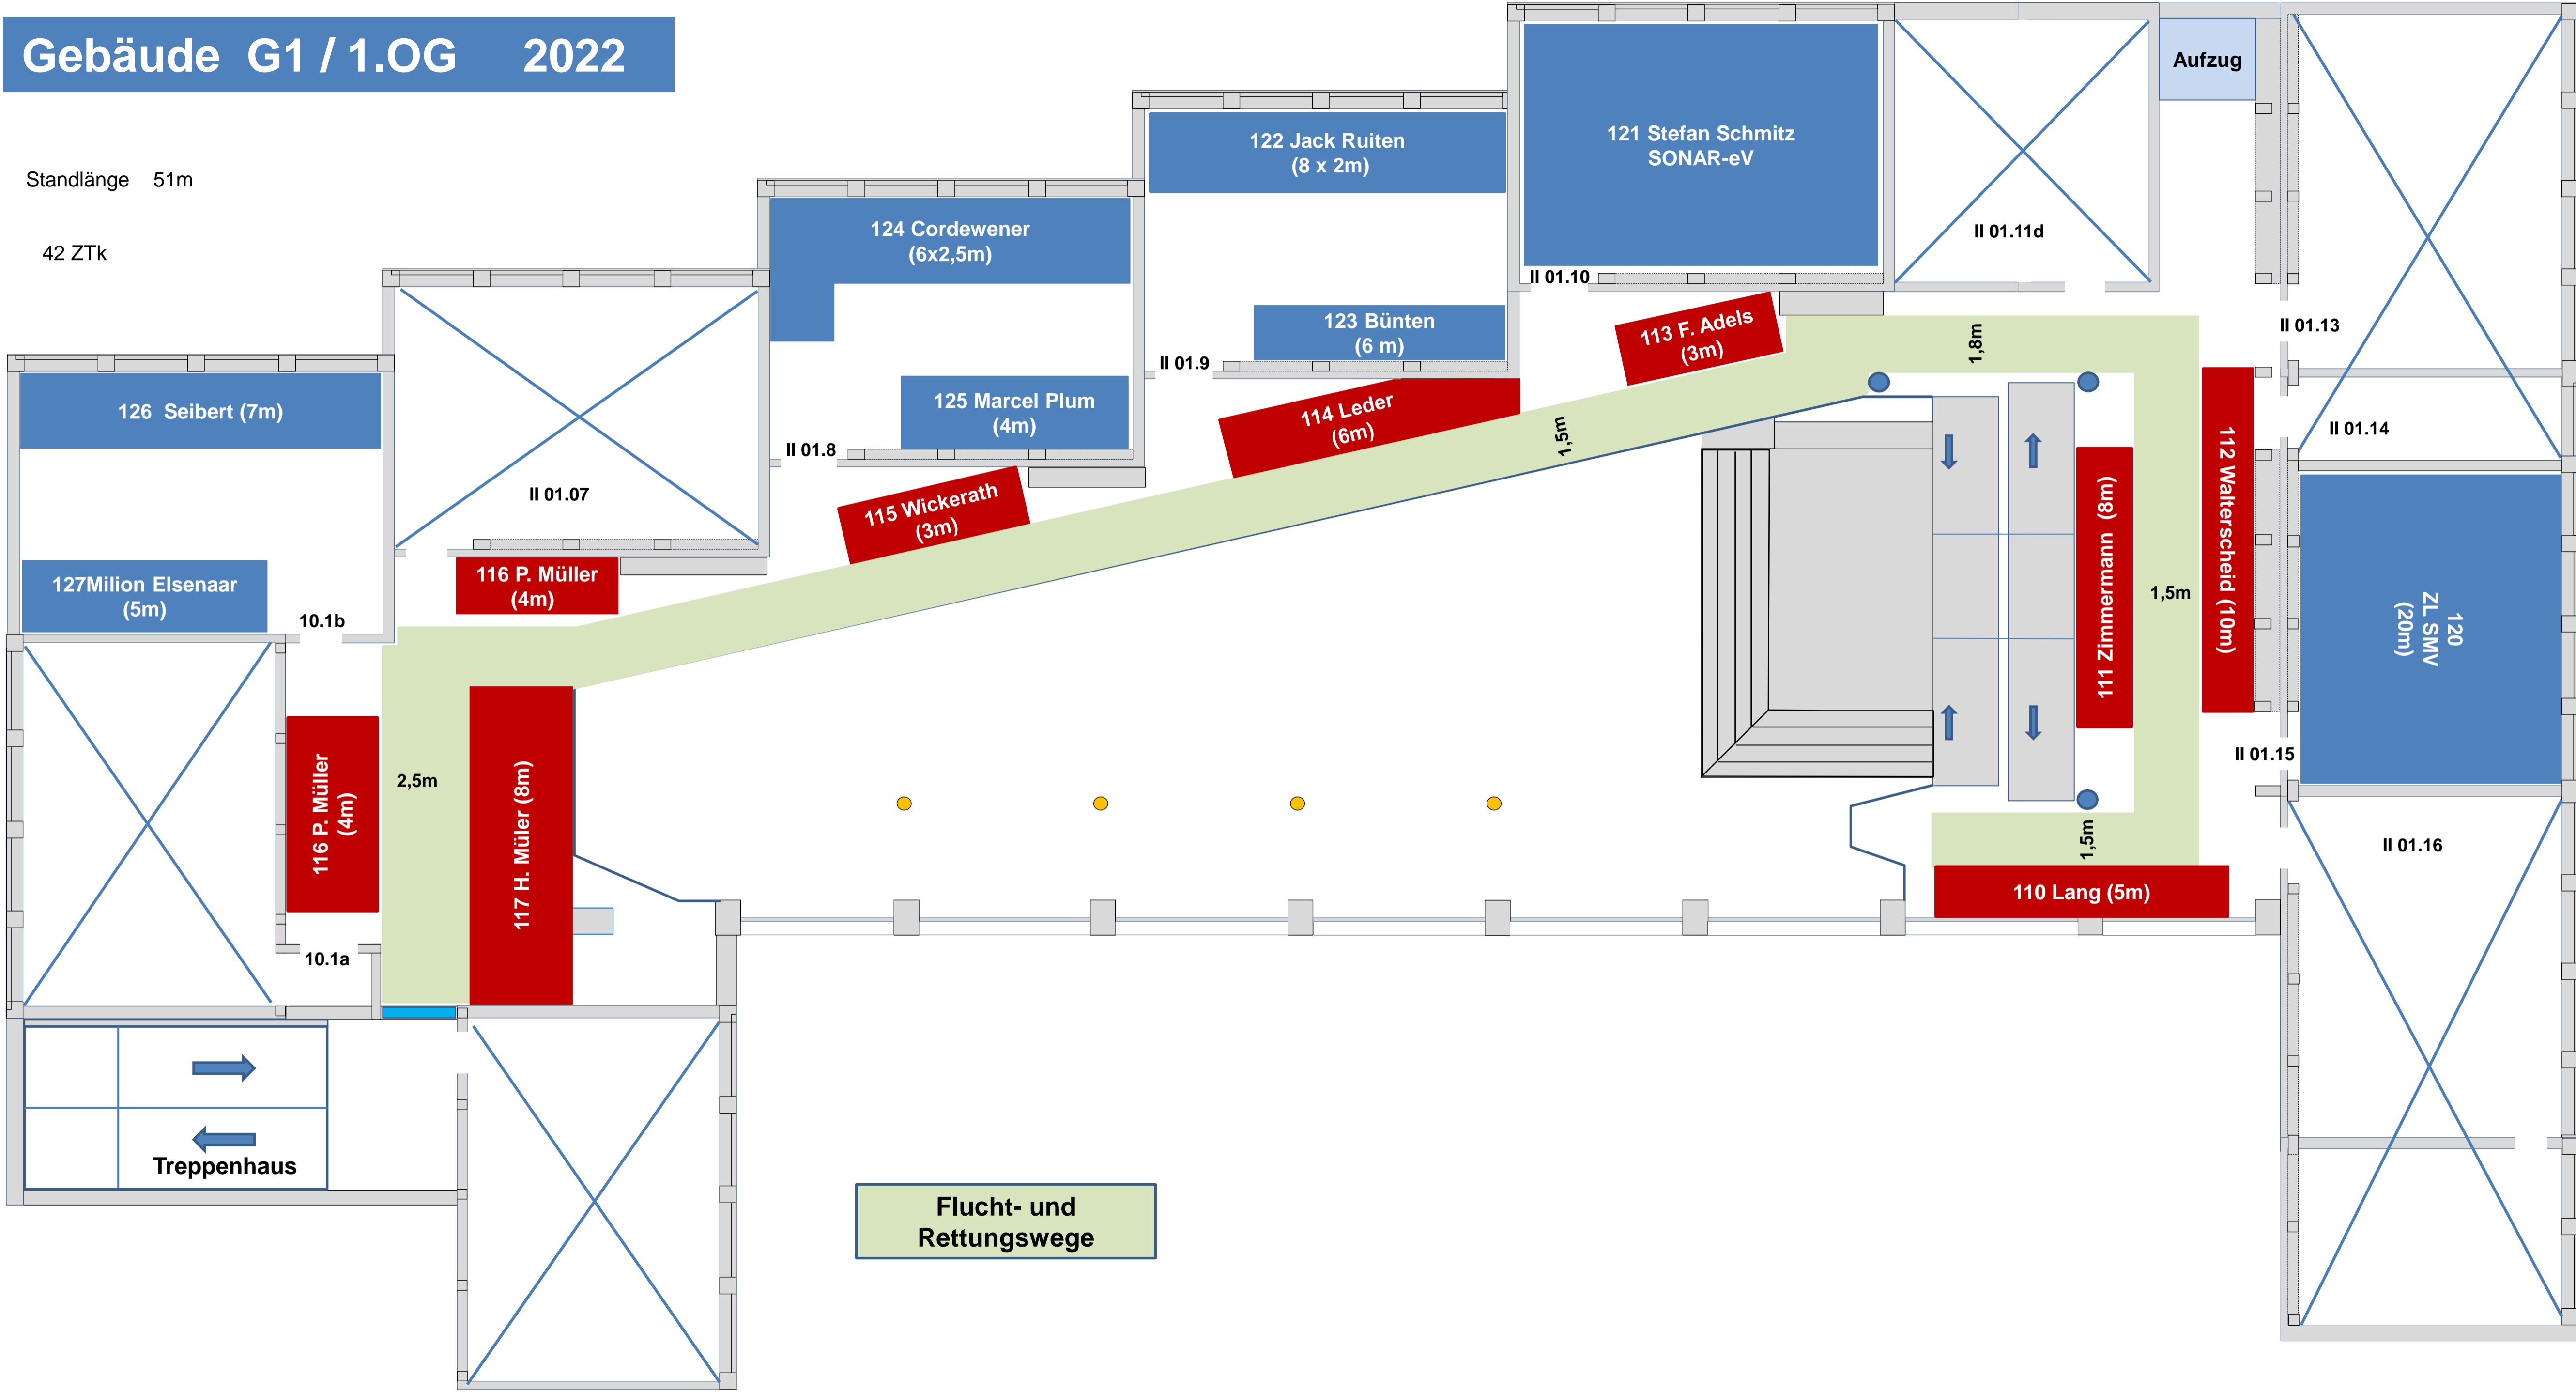 Gebäude G1 / 1.OG 2022
Standlänge 51m
42 ZTk
Aufzug
121 Stefan Schmitz
SONAR-eV
122 Jack Ruiten
(8 x 2m)
124 Cordewener
(6x2,5m)
II 01.11d
II 01.10
123 Bünten
(6 m)
113 F. Adels
(3m)
1,8m
II 01.13
II 01.9
126 Seibert (7m)
125 Marcel Plum
(4m)
114 Leder
(6m)
1,5m
II 01.14
II 01.8
II 01.07
115 Wickerath
(3m)
112 Walterscheid (10m)
111 Zimmermann (8m)
1,5m
120
ZL SMV
(20m)
127Milion Elsenaar
(5m)
116 P. Müller
(4m)
10.1b
II 01.15
2,5m
116 P. Müller
(4m)
117 H. Müler (8m)
1,5m
II 01.16
110 Lang (5m)
10.1a
Treppenhaus
Flucht- und
Rettungswege